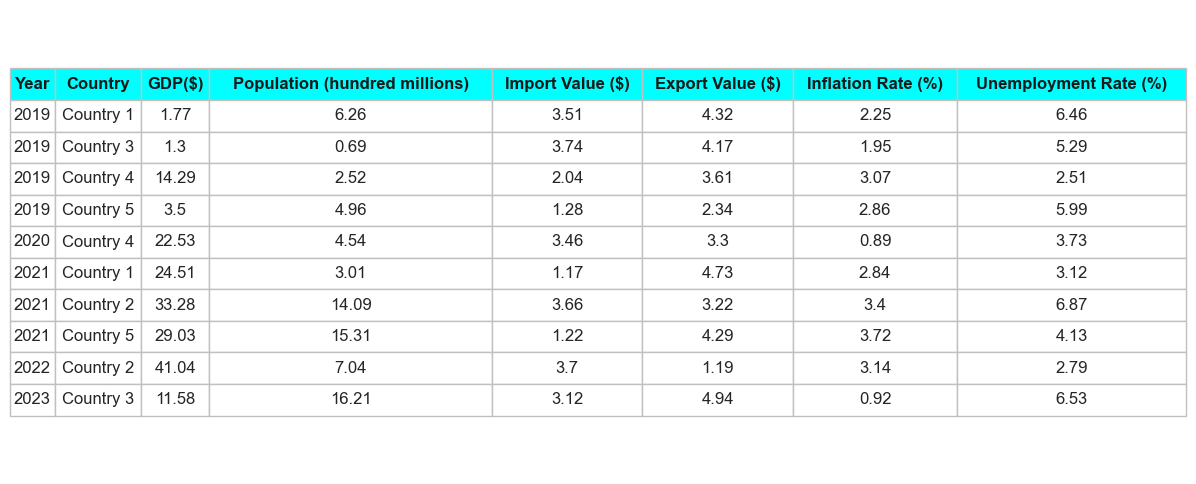 Year Country GDP($) Population (hundred millions) Import Value ($) Export Value ($) Inflation Rate (%) Unemployment Rate (%)
2019 Country 1 1.77 6.26 3.51 4.32 2.25 6.46
2019 Country 3 1.3 0.69 3.74 4.17 1.95 5.29
2019 Country 4 14.29 2.52 2.04 3.61 3.07 2.51
2019 Country 5 3.5 4.96 1.28 2.34 2.86 5.99
2020 Country 4 22.53 4.54 3.46 3.3 0.89 3.73
2021 Country 1 24.51 3.01 1.17 4.73 2.84 3.12
2021 Country 2 33.28 14.09 3.66 3.22 3.4 6.87
2021 Country 5 29.03 15.31 1.22 4.29 3.72 4.13
2022 Country 2 41.04 7.04 3.7 1.19 3.14 2.79
2023 Country 3 11.58 16.21 3.12 4.94 0.92 6.53